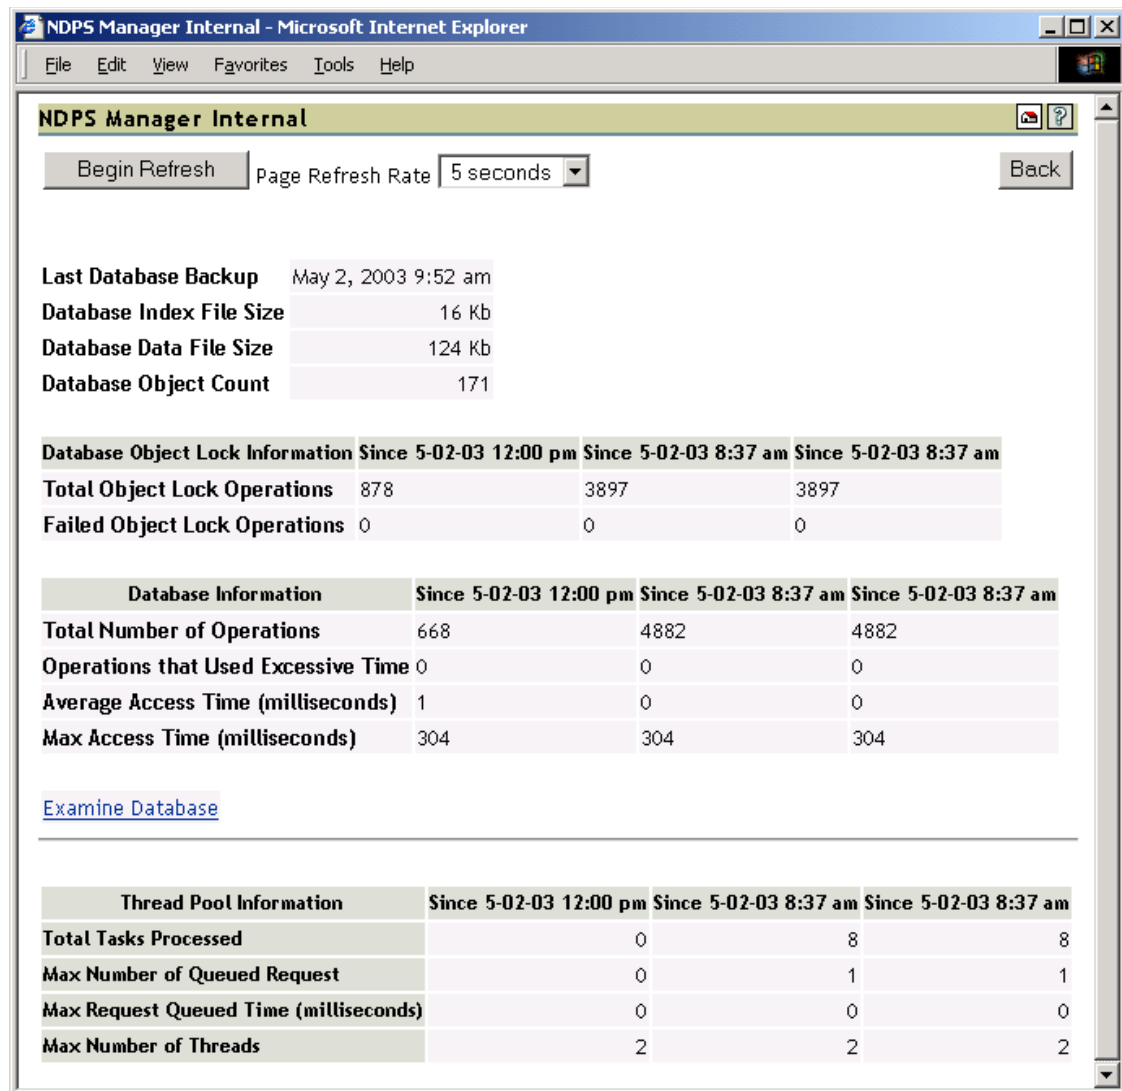 NDPS Manager Internal - Microsoft Internet Explorer
File Edit View Favorites Tools Help
NDPS Manager Internal
Begin Refresh Page Refresh Rate 5 seconds Back
Last Database Backup May 2, 2003 9:52 am
Database Index File Size 16 Kb
Database Data File Size 124 Kb
Database Object Count 171
Database Object Lock Information Since 5-02-03 12:00 pm Since 5-02-03 8:37 am Since 5-02-03 8:37 am
Total Object Lock Operations 878 3897 3897
Failed Object Lock Operations 0 0 0
Database Information Since 5-02-03 12:00 pm Since 5-02-03 8:37 am Since 5-02-03 8:37 am
Total Number of Operations 668 4882 4882
Operations that Used Excessive Time 0 0 0
Average Access Time (milliseconds) 1 0 0
Max Access Time (milliseconds) 304 304 304
Examine Database
Thread Pool Information Since 5-02-03 12:00 pm Since 5-02-03 8:37 am Since 5-02-03 8:37 am
Total Tasks Processed 0 8 8
Max Number of Queued Request 0 1 1
Max Request Queued Time (milliseconds) 0 0 0
Max Number of Threads 2 2 2